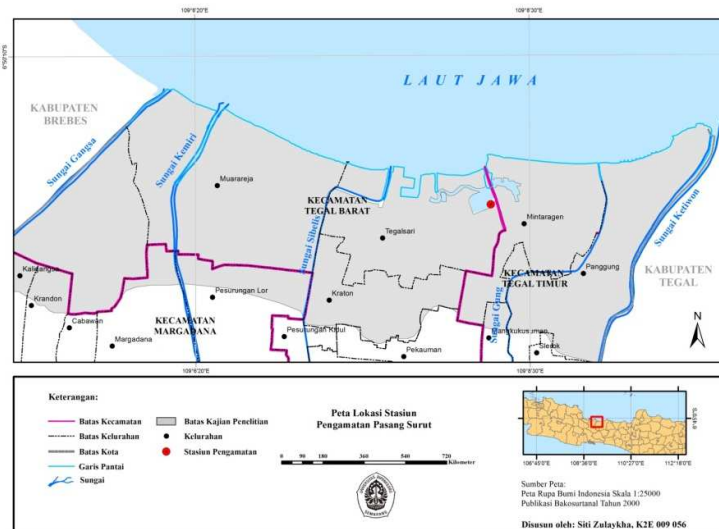 109°8'20"
109°8'30"
LAUT JAWA
KABUPATEN
BREBES
Sungai Gangsa
Sungai Kemiri
Muarareja
KECAMATAN
TEGAL BARAT
Sungai Sibelis
Tegalsari
Mintaragen
Sungai Ketiwon
Panggung
KECAMATAN
TEGAL TIMUR
KABUPATEN
TEGAL
Krandon
Pesurungan Lor
Kraton
Sungai Gung
Cabawan
KECAMATAN
MARGADANA
Margadana
Pesurungan Kidul
Pekauman
Slerok
N
109°8'20"
109°8'30"
Keterangan:
Batas Kecamatan
Batas Kelurahan
Batas Kota
Garis Pantai
Sungai
Batas Kajian Penelitian
Kelurahan
Stasiun Pengamatan
Peta Lokasi Stasiun
Pengamatan Pasang Surut
0 90 180 360 540 720
Kilometer
Sumber Peta:
Peta Rupa Bumi Indonesia Skala 1:25000
Publikasi Bakosurtanal Tahun 2000
Disusun oleh: Siti Zulaykha, K2E 009 056